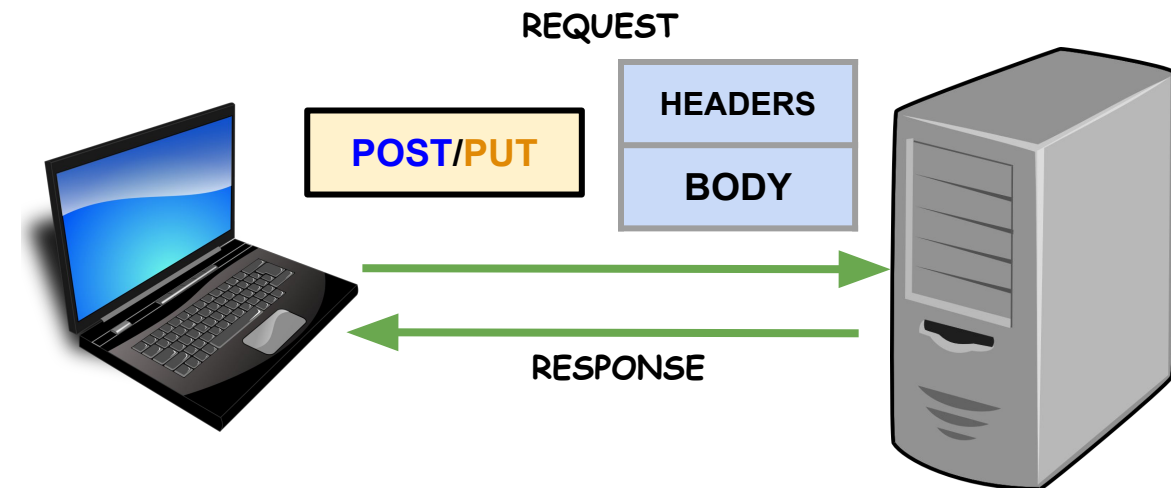 REQUEST
HEADERS
POST/PUT
BODY
RESPONSE